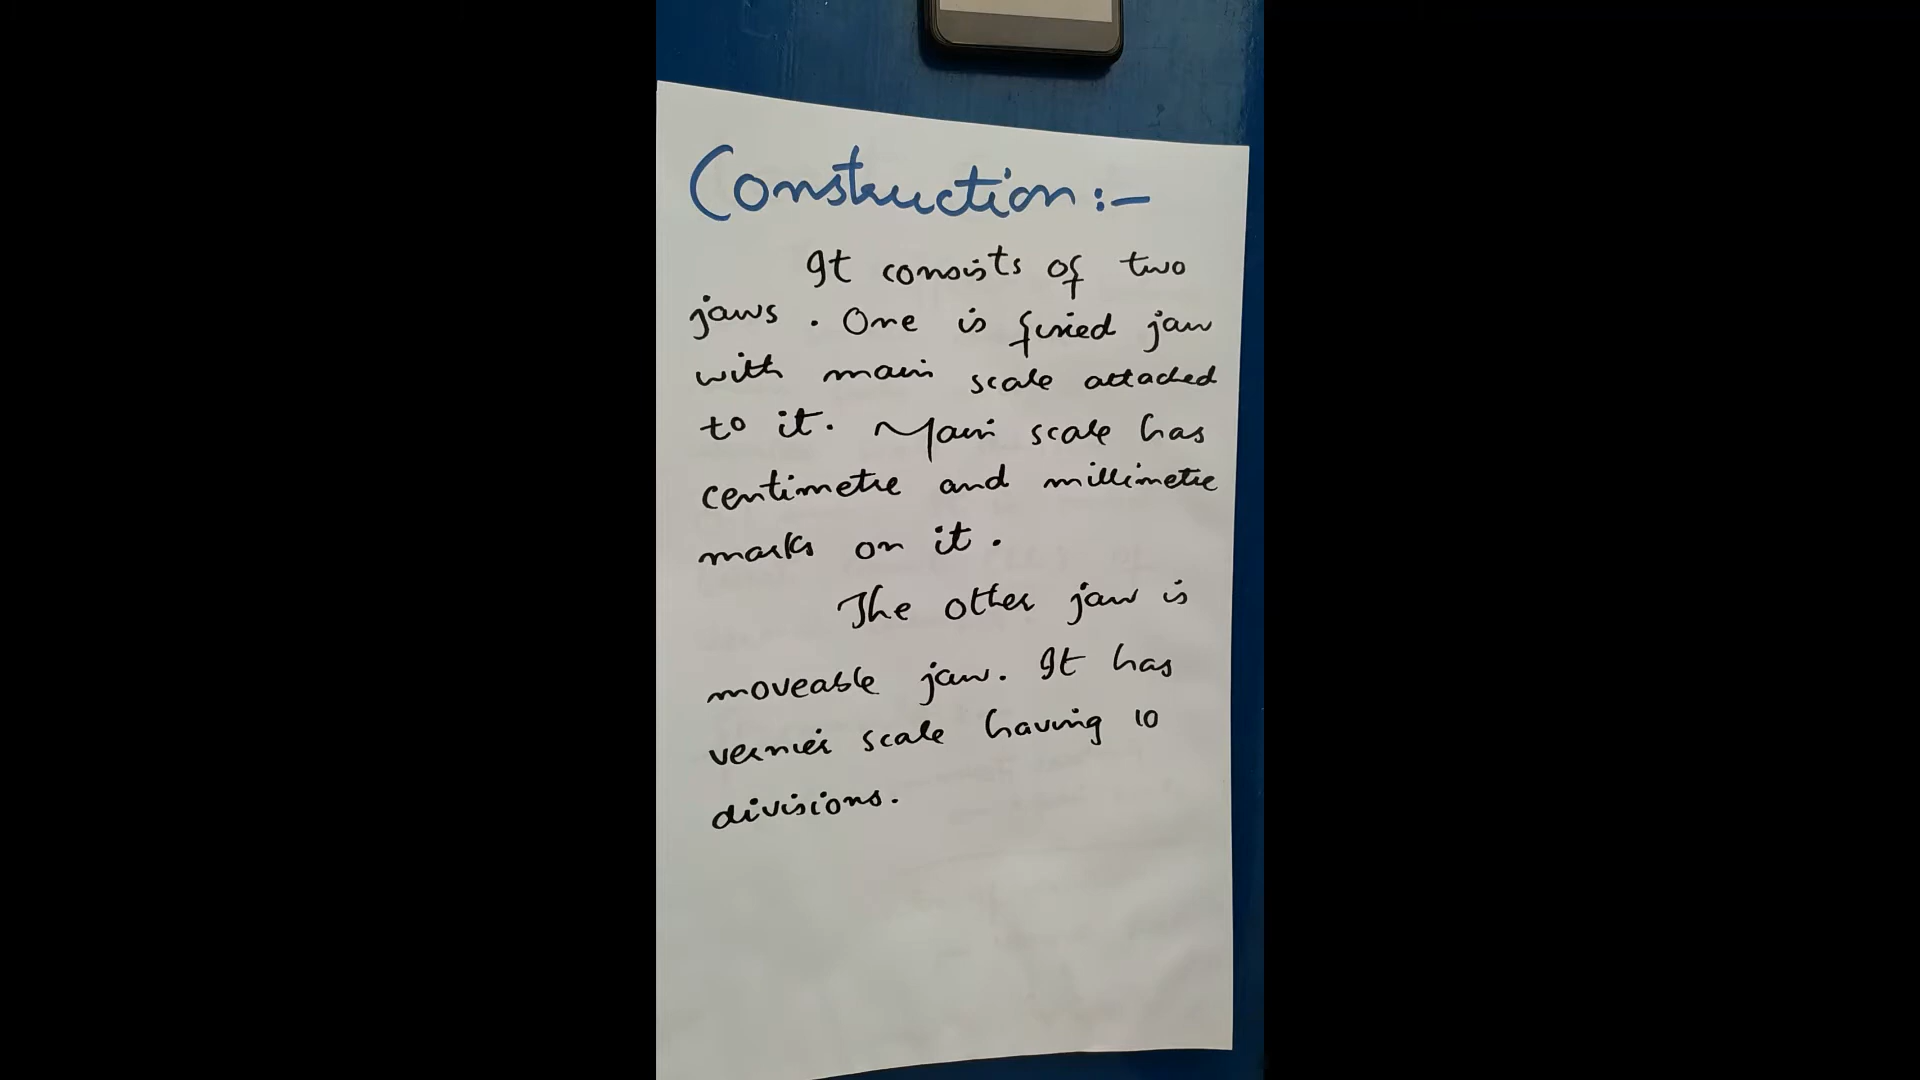 Construction:-
It consists of two
jaws. One is fixed jaw
with main scale attached
to it. Main scale has
centimetre and millimetre
marks on it.
The other jaw is
moveable jaw. It has
vernier scale having 10
divisions.